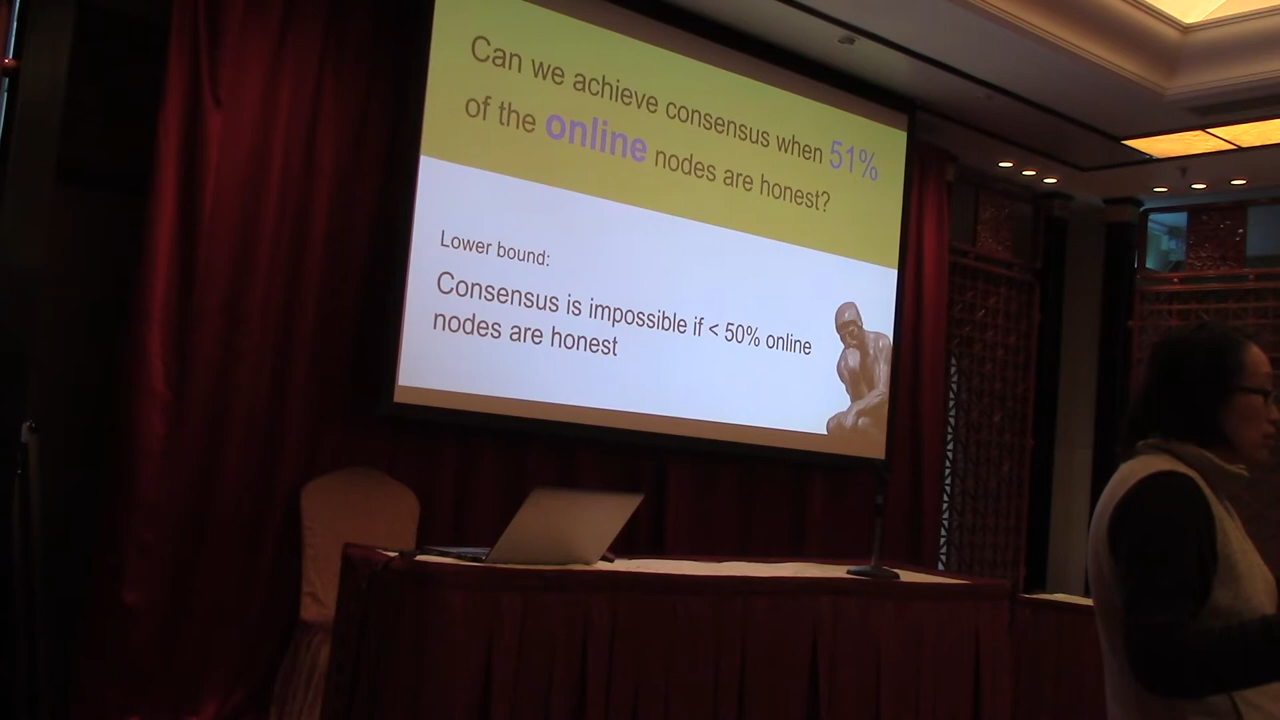 Can we achieve consensus when 51%
of the online nodes are honest?
Lower bound:
Consensus is impossible if < 50% online
nodes are honest